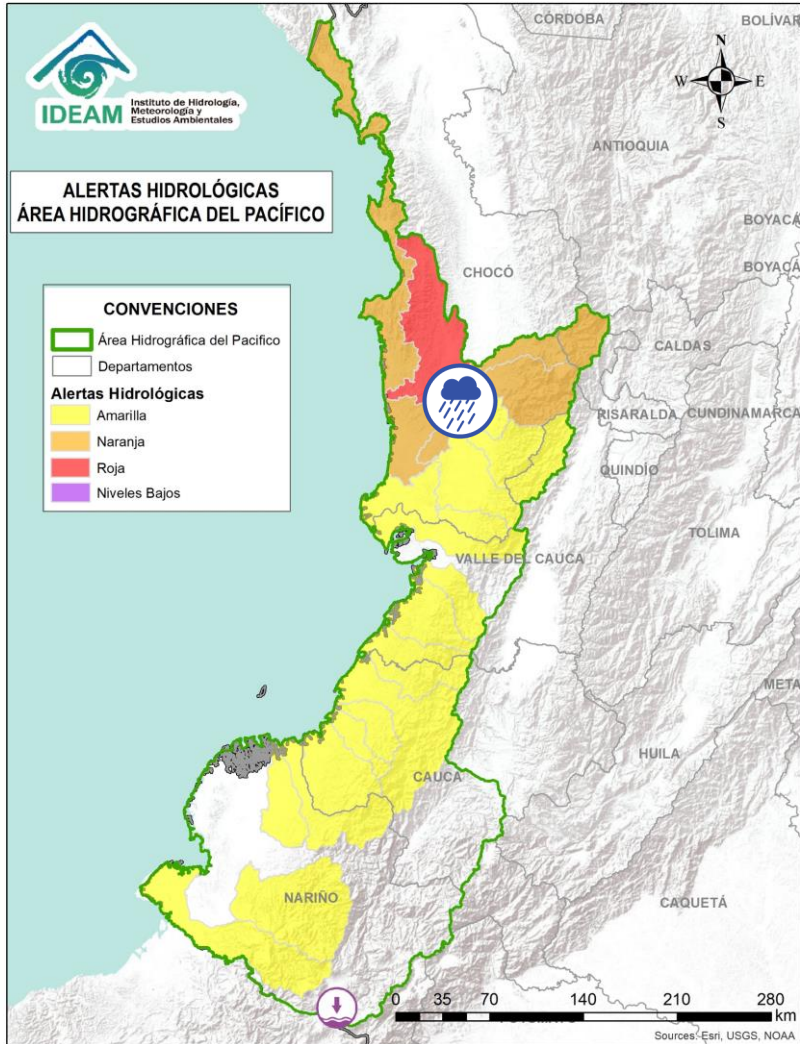 IDEAM
Instituto de Hidrología,
Meteorología y
Estudios Ambientales
ALERTAS HIDROLÓGICAS
ÁREA HIDROGRÁFICA DEL PACÍFICO
CONVENCIONES
Área Hidrográfica del Pacífico
Departamentos
Alertas Hidrológicas
Amarilla
Naranja
Roja
Niveles Bajos
N
W
E
S
CÓRDOBA
BOLÍVAR
ANTIOQUIA
BOYACÁ
BOYACÁ
CHOCÓ
CALDAS
RISARALDA
CUNDINAMARCA
QUINDÍO
TOLIMA
VALLE DEL CAUCA
META
HUILA
CAUCA
NARIÑO
CAQUETÁ
0 35 70 140 210 280
km
Sources: Esri, USGS, NOAA